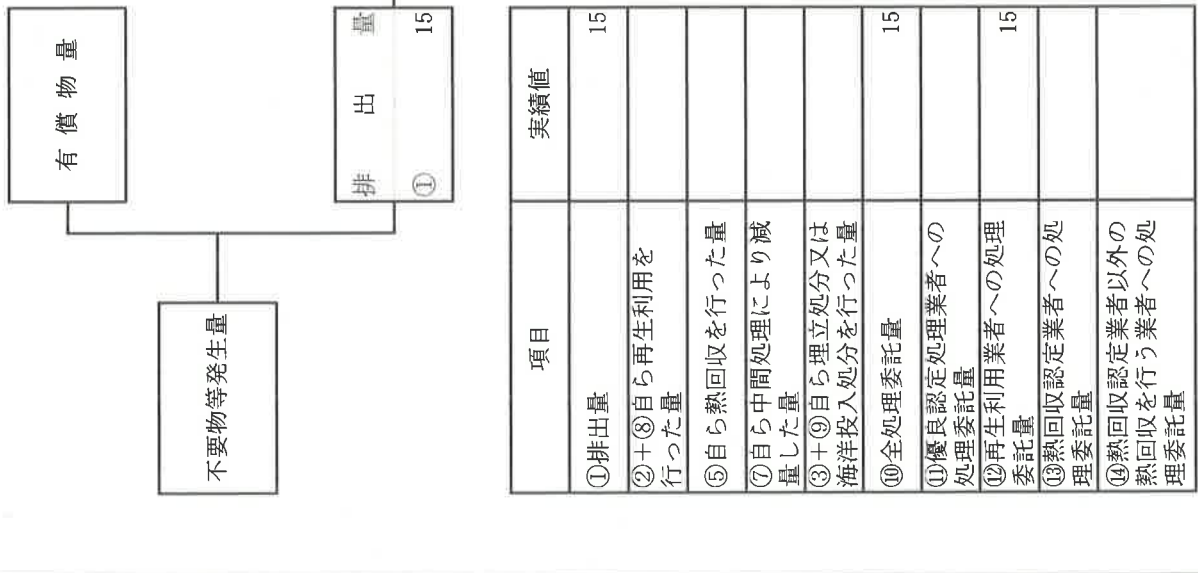 有償物量
排出量
① 15
不要物等発生量
項目 実績値
①排出量 15
②+⑧自ら再生利用を
行った量
⑤自ら熱回収を行った量
⑦自ら中間処理により減
量した量
③+⑨自ら埋立処分又は
海洋投入処分を行った量
⑩全処理委託量 15
⑪優良認定処理業者への
処理委託量
⑫再生利用業者への処理
委託量 15
⑬熱回収認定業者への処
理委託量
⑭熱回収認定業者以外の
熱回収を行う業者への処
理委託量